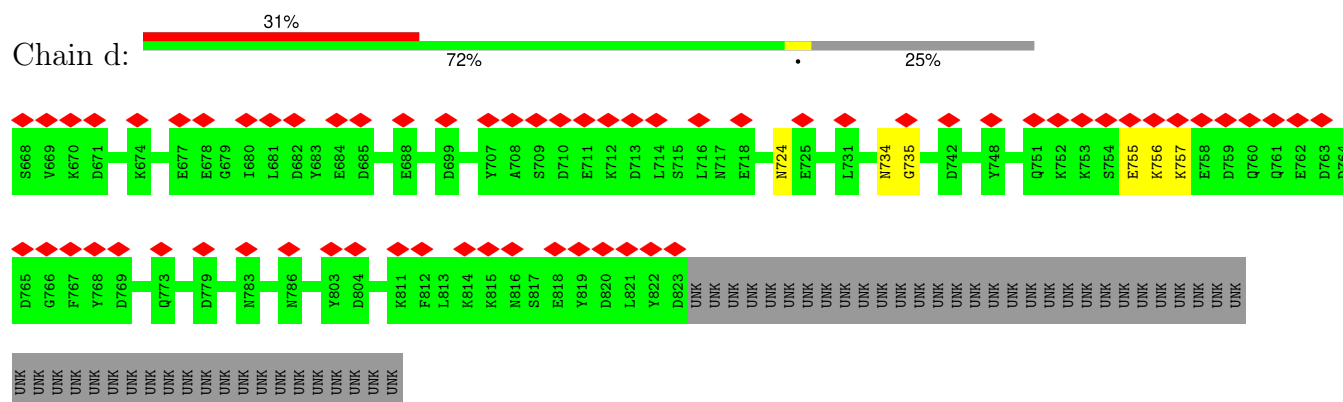 31%
Chain d:
72% • 25%
S668 V669 K670 D671 K674 E677 E678 G679 I680 L681 D682 Y683 E684 D685 E688 D699 Y707 A708 S709 D710 E711 K712 D713 L714 S715 L716 N717 E718 N724 E725 L731 N734 G735 D742 Y748 Q751 K752 K753 S754 E755 K756 K757 E758 D759 Q760 Q761 E762 D763 D764
D765 G766 F767 Y768 D769 Q773 D779 N783 N786 Y803 D804 K811 F812 L813 K814 K815 N816 S817 E818 Y819 D820 L821 Y822 D823 UNK UNK UNK UNK UNK UNK UNK UNK UNK UNK UNK UNK UNK UNK UNK UNK UNK UNK UNK UNK UNK UNK UNK UNK UNK UNK UNK UNK UNK UNK
UNK UNK UNK UNK UNK UNK UNK UNK UNK UNK UNK UNK UNK UNK UNK UNK UNK UNK UNK UNK UNK